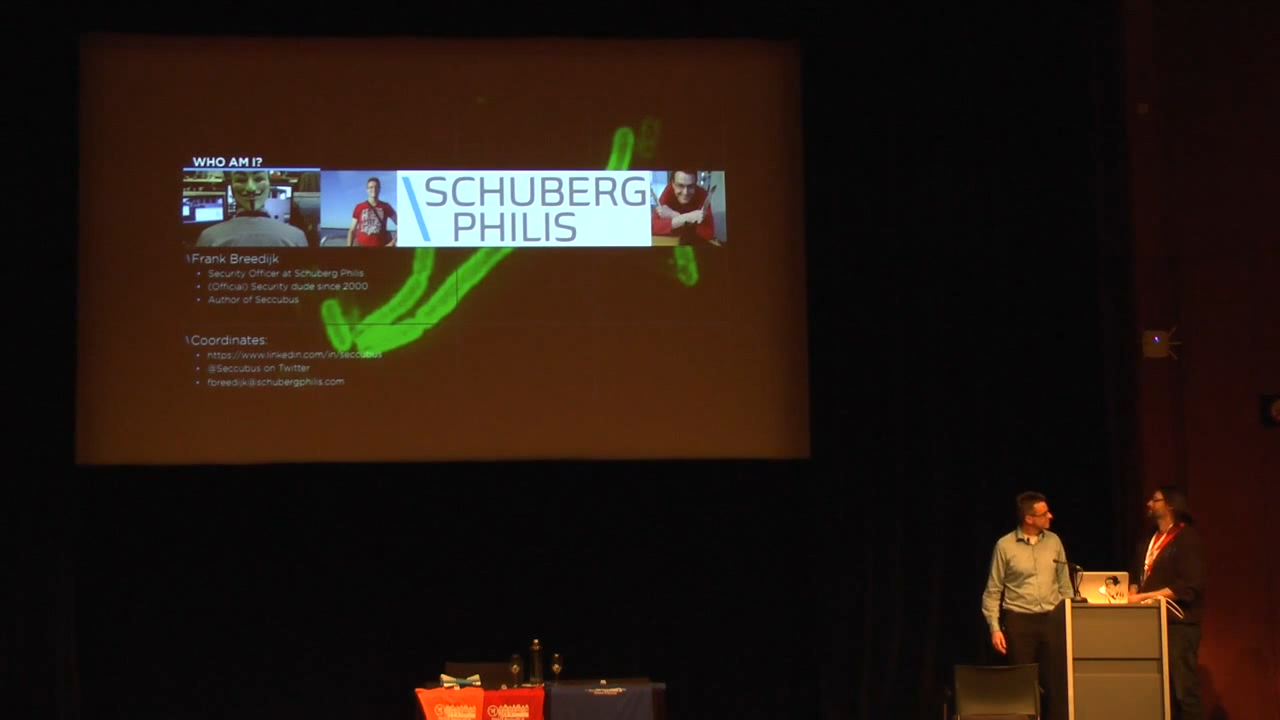 WHO AM I?
\SCHUBERG
PHILIS
\Frank Breedijk
• Security Officer at Schuberg Philis
• (Official) Security dude since 2000
• Author of Seccubus
\Coordinates:
• https://www.linkedin.com/in/seccubus
• @Seccubus on Twitter
• fbreedijk@schubergphilis.com